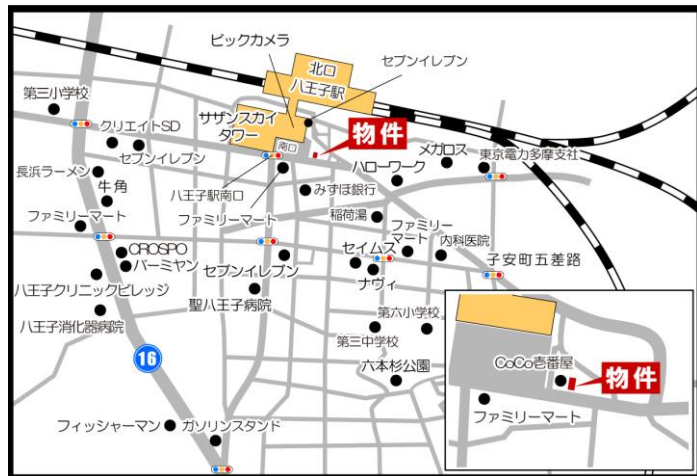 ビックカメラ
セブンイレブン
北口
八王子駅
第三小学校
サザンスカイ
タワー
物件
クリエイトSD
セブンイレブン
南口
ハローワーク
メガロス
東京電力多摩支社
長浜ラーメン
牛角
八王子駅南口
みずほ銀行
ファミリーマート
ファミリーマート
稲荷湯
ファミリー
マート
内科医院
CROSPO
バーミヤン
セイムス
子安町五差路
セブンイレブン
ナヴィ
八王子クリニックビレッジ
聖八王子病院
八王子消化器病院
第六小学校
第三中学校
16
六本杉公園
フィッシャーマン
ガソリンスタンド
CoCo壱番屋
物件
ファミリーマート